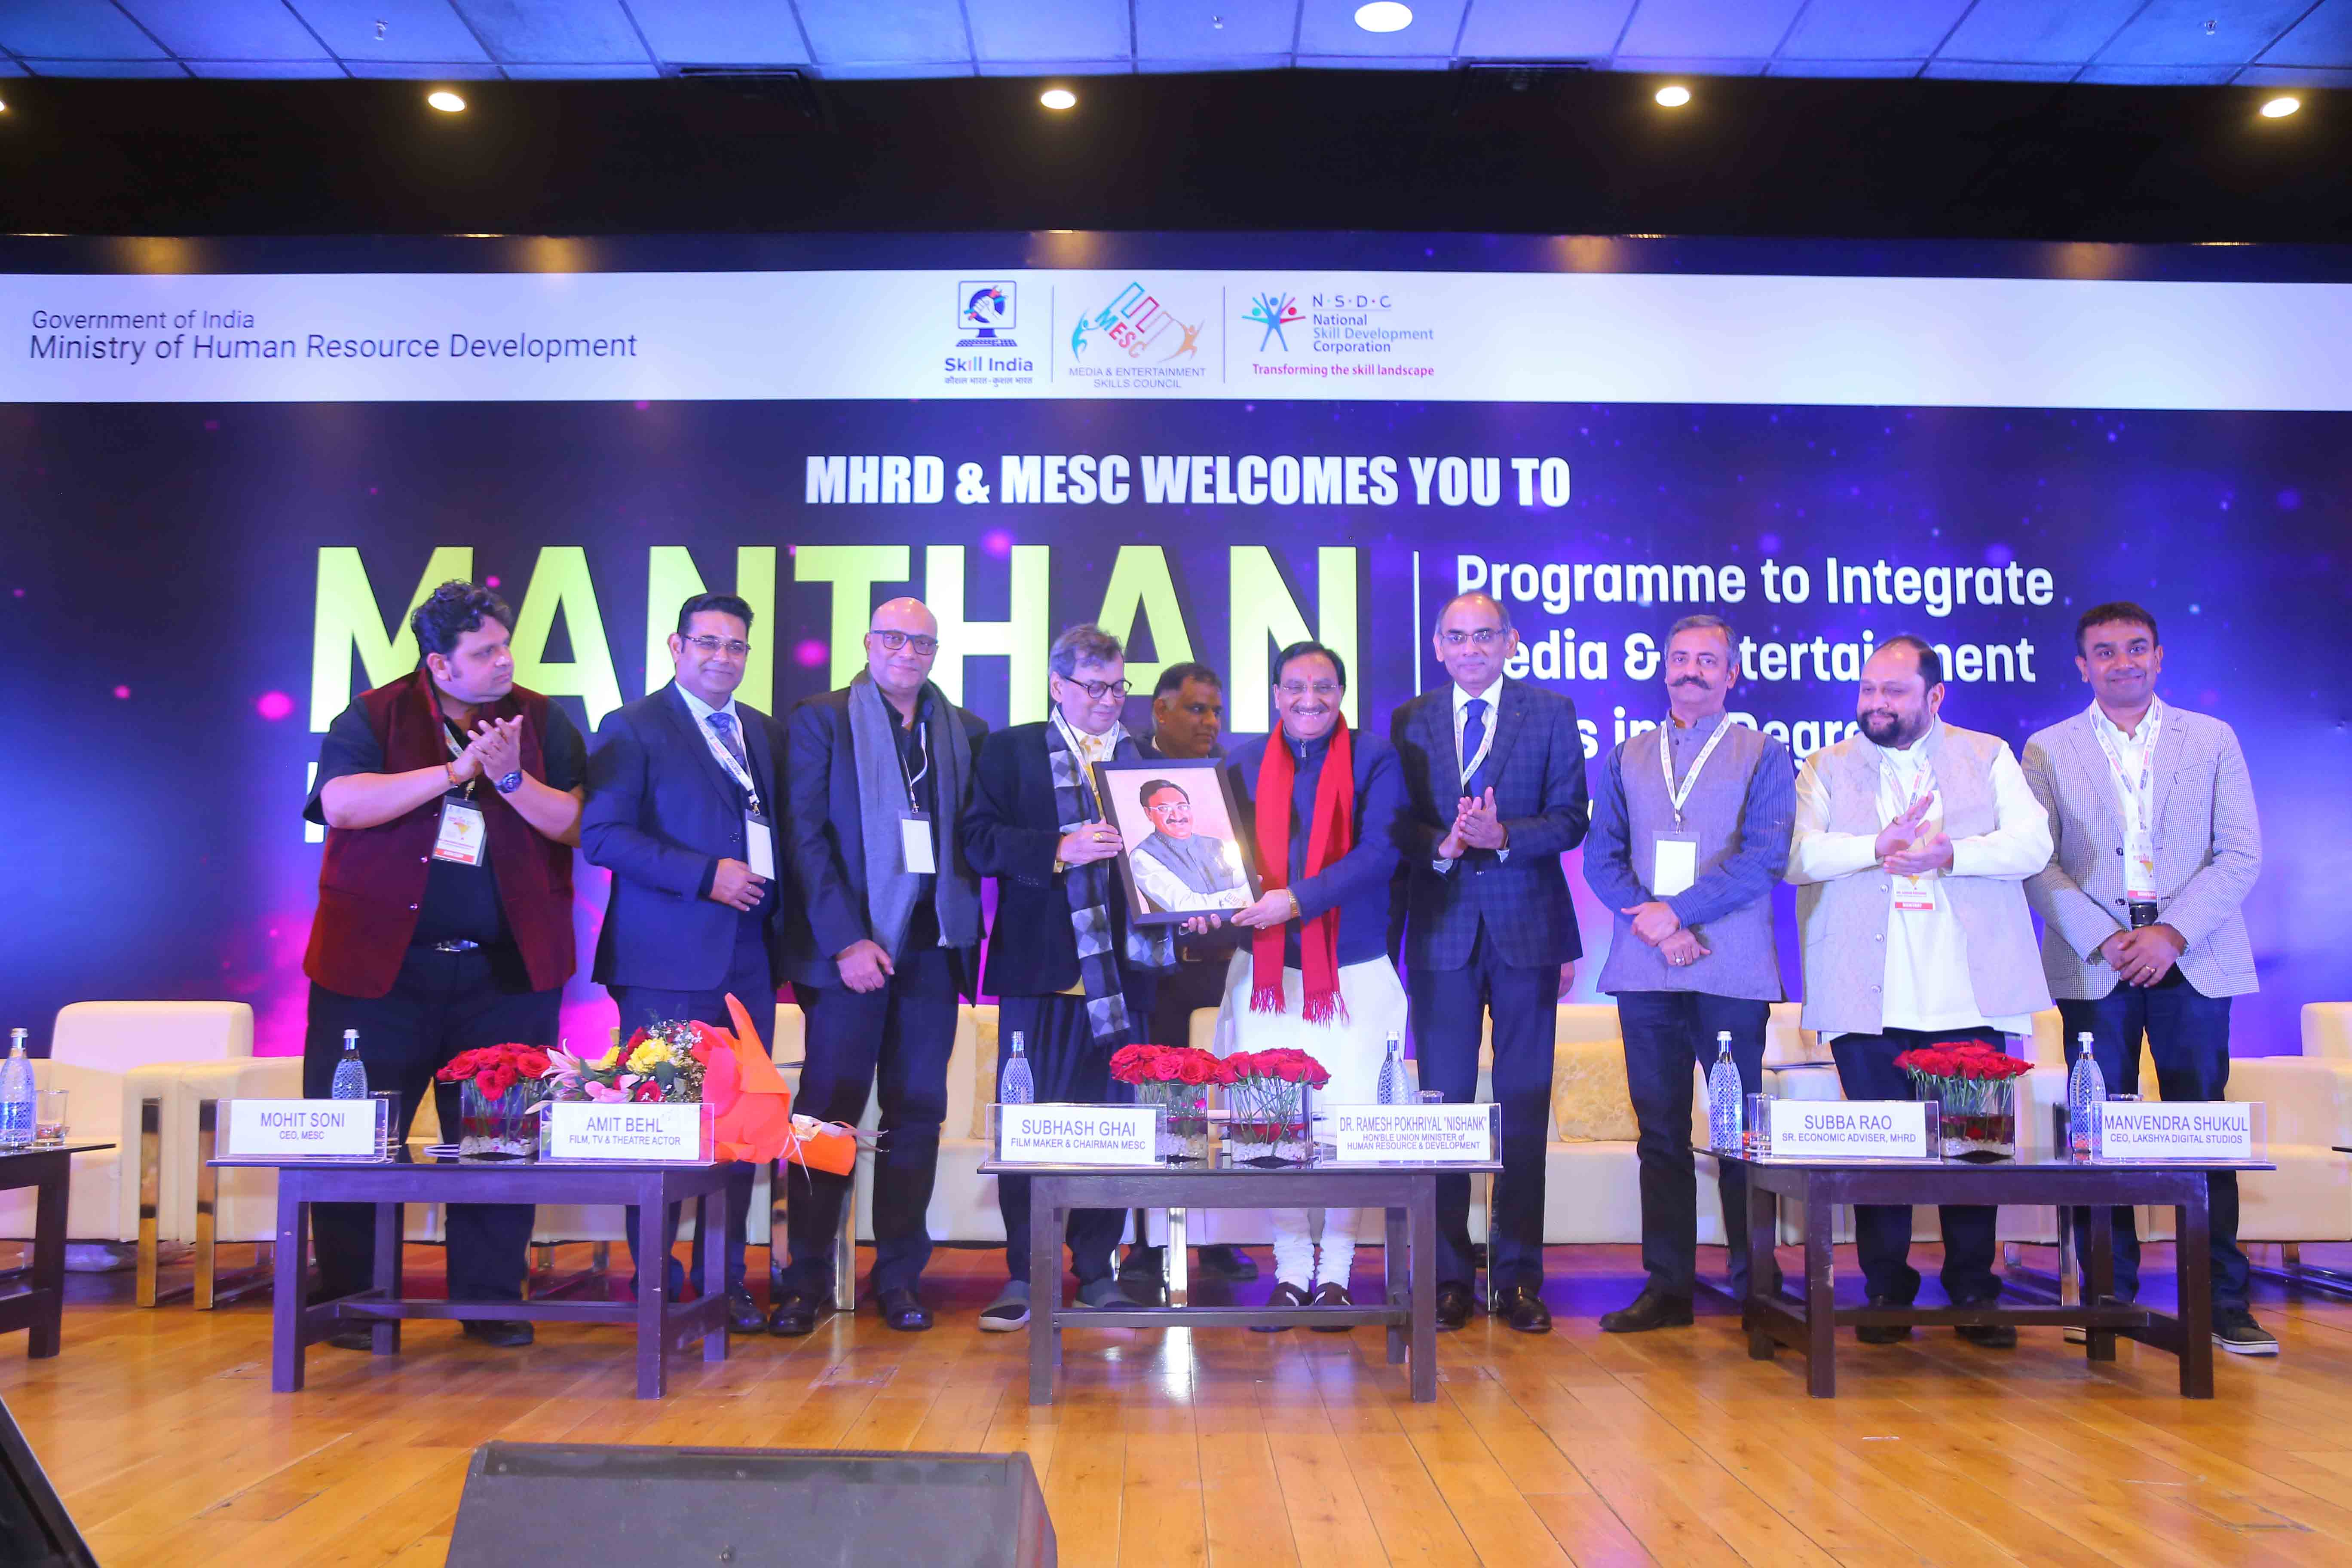 Government of India
Ministry of Human Resource Development
Skill India
कौशल भारत - कुशल भारत
MESC
MEDIA & ENTERTAINMENT
SKILLS COUNCIL
N·S·D·C
National
Skill Development
Corporation
Transforming the skill landscape
MHRD & MESC WELCOMES YOU TO
MANTHAN
Programme to Integrate
Media & Entertainment
MOHIT SONI
CEO, MESC
AMIT BEHL
FILM, TV & THEATRE ACTOR
SUBHASH GHAI
FILM MAKER & CHAIRMAN MESC
DR. RAMESH POKHRIYAL 'NISHANK'
HON'BLE UNION MINISTER of
HUMAN RESOURCE & DEVELOPMENT
SUBBA RAO
SR. ECONOMIC ADVISER, MHRD
MANVENDRA SHUKUL
CEO, LAKSHYA DIGITAL STUDIOS